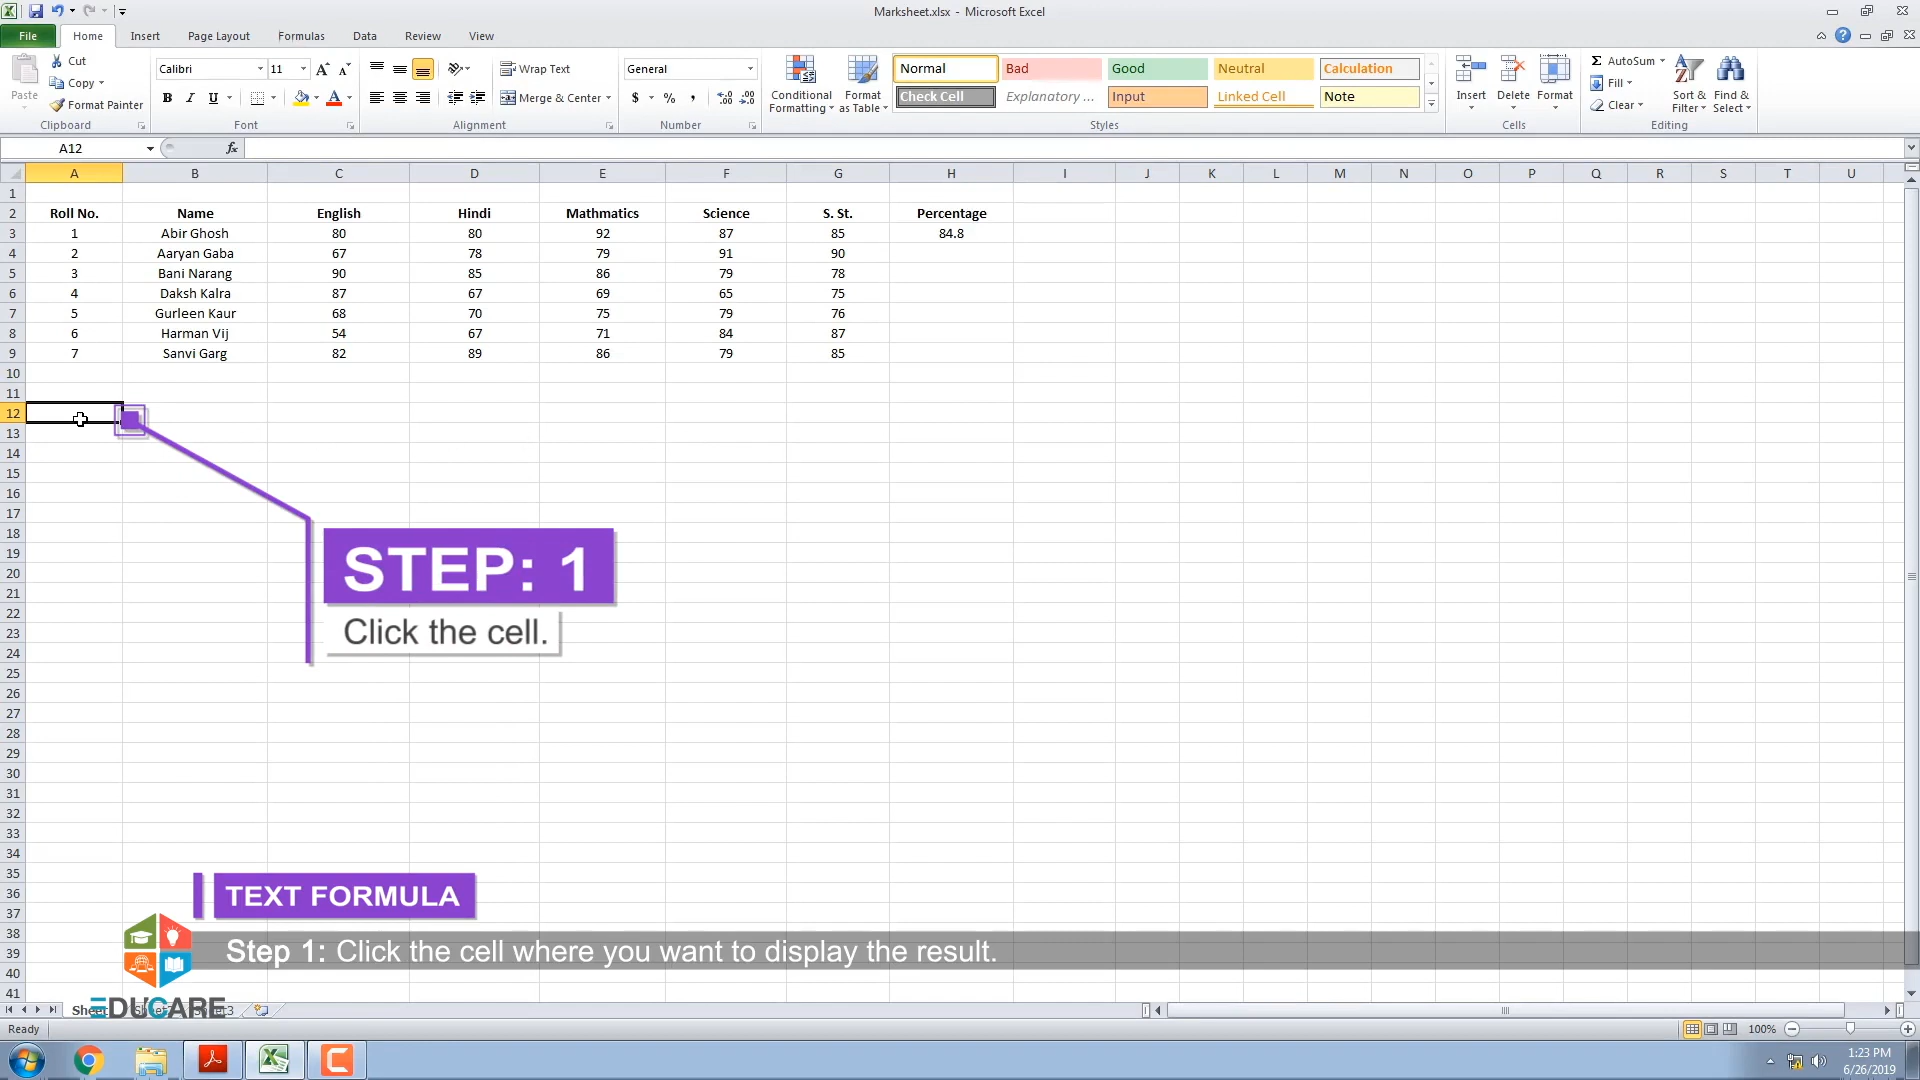 Marksheet.xlsx - Microsoft Excel
File Home Insert Page Layout Formulas Data Review View
Paste Cut Calibri 11 Wrap Text General Conditional Formatting Format as Table Normal Bad Good Neutral Calculation Insert Delete Format AutoSum Sort & Filter Find & Select
Copy Fill
Format Painter B I U Merge & Center $ % , Check Cell Explanatory ... Input Linked Cell Note Clear
Clipboard Font Alignment Number Styles Cells Editing
A12 fx
A B C D E F G H I J K L M N O P Q R S T U
1
2 Roll No. Name English Hindi Mathmatics Science S. St. Percentage
3 1 Abir Ghosh 80 80 92 87 85 84.8
4 2 Aaryan Gaba 67 78 79 91 90
5 3 Bani Narang 90 85 86 79 78
6 4 Daksh Kalra 87 67 69 65 75
7 5 Gurleen Kaur 68 70 75 79 76
8 6 Harman Vij 54 67 71 84 87
9 7 Sanvi Garg 82 89 86 79 85
10
11
12
13
14
15
16
17
18
19
20
21
22
23
24
25
26
27
28
29
30
31
32
33
34
35
36
37
38
39
40
41
STEP: 1
Click the cell.
TEXT FORMULA
Step 1: Click the cell where you want to display the result.
EDUCARE
Ready 100%
1:23 PM
6/26/2019